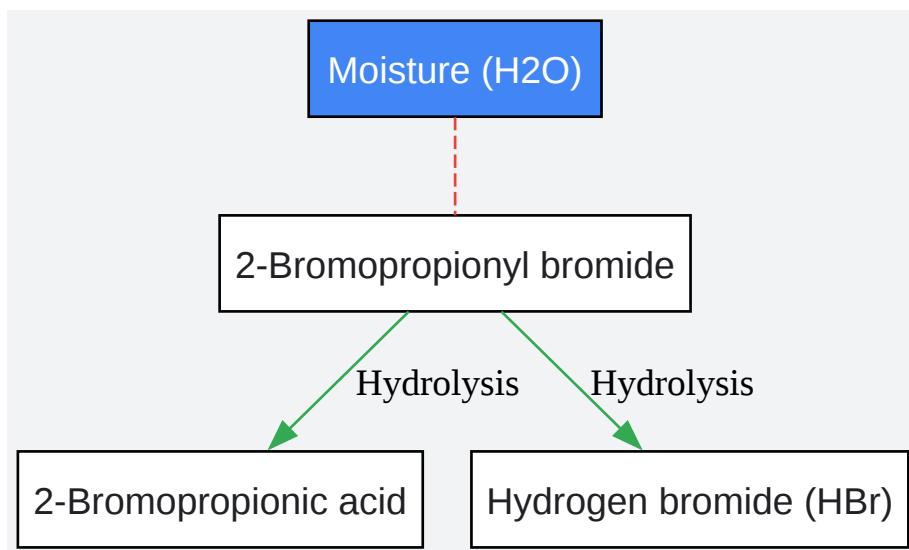 Moisture (H2O)
2-Bromopropionyl bromide
Hydrolysis
Hydrolysis
2-Bromopropionic acid
Hydrogen bromide (HBr)